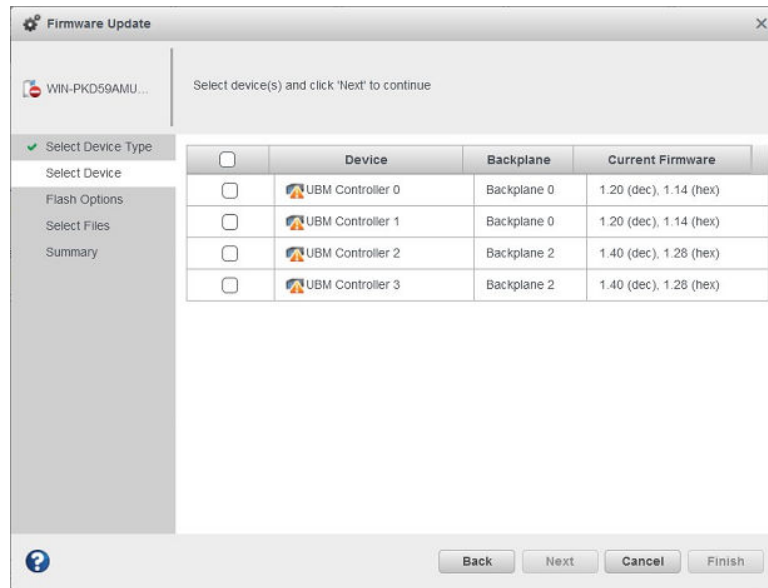 Firmware Update
WIN-PKD59AMU...
Select device(s) and click 'Next' to continue
Select Device Type
Select Device
Flash Options
Select Files
Summary
Device Backplane Current Firmware
UBM Controller 0 Backplane 0 1.20 (dec), 1.14 (hex)
UBM Controller 1 Backplane 0 1.20 (dec), 1.14 (hex)
UBM Controller 2 Backplane 2 1.40 (dec), 1.28 (hex)
UBM Controller 3 Backplane 2 1.40 (dec), 1.28 (hex)
? Back Next Cancel Finish